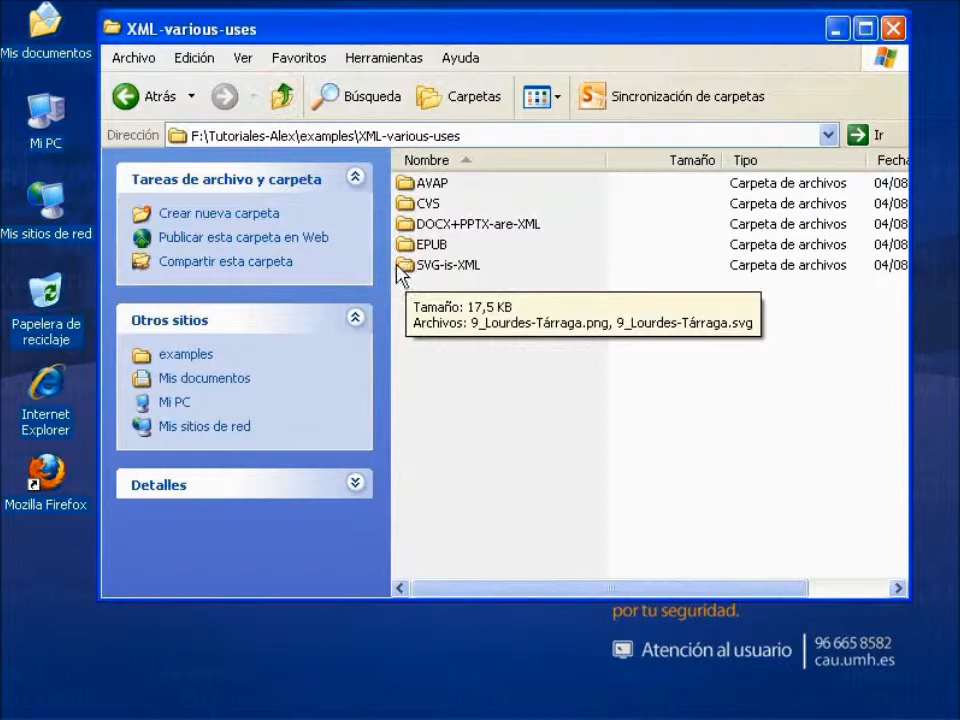 Mis documentos
Mi PC
Mis sitios de red
Papelera de
reciclaje
Internet
Explorer
Mozilla Firefox
XML-various-uses
Archivo Edición Ver Favoritos Herramientas Ayuda
Atrás Búsqueda Carpetas Sincronización de carpetas
Dirección F:\Tutoriales-Alex\examples\XML-various-uses Ir
Tareas de archivo y carpeta
Crear nueva carpeta
Publicar esta carpeta en Web
Compartir esta carpeta
Otros sitios
examples
Mis documentos
Mi PC
Mis sitios de red
Detalles
Nombre Tamaño Tipo Fecha
AVAP Carpeta de archivos 04/08
CVS Carpeta de archivos 04/08
DOCX+PPTX-are-XML Carpeta de archivos 04/08
EPUB Carpeta de archivos 04/08
SVG-is-XML Carpeta de archivos 04/08
Tamaño: 17,5 KB
Archivos: 9_Lourdes-Tárraga.png, 9_Lourdes-Tárraga.svg
por tu seguridad.
Atención al usuario
96 665 8582
cau.umh.es